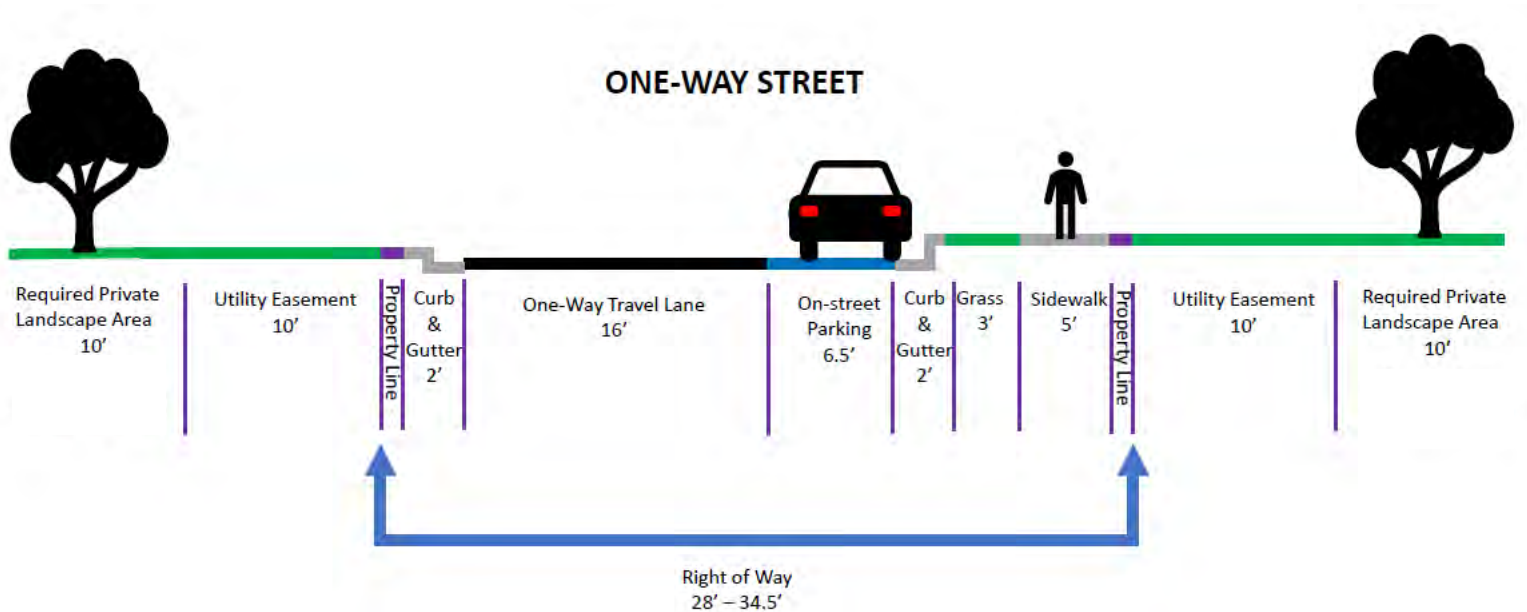 ONE-WAY STREET
Required Private
Landscape Area
10’
Utility Easement
10’
Property Line
Curb
&
Gutter
2’
One-Way Travel Lane
16’
On-street
Parking
6.5’
Curb
&
Gutter
2’
Grass
3’
Sidewalk
5’
Property Line
Utility Easement
10’
Required Private
Landscape Area
10’
Right of Way
28’ – 34.5’